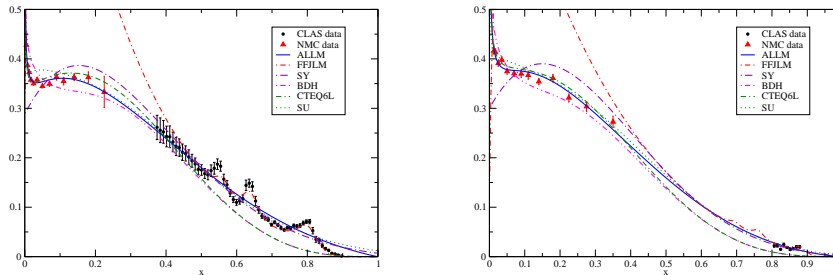 0.5
0.4
0.3
0.2
0.1
0
0
0.2
0.4
0.6
0.8
1
x
CLAS data
NMC data
ALLM
FFJLM
SY
BDH
CTEQ6L
SU
0.5
0.4
0.3
0.2
0.1
0
0
0.1
0.2
0.3
0.4
0.5
0.6
0.7
0.8
0.9
x
CLAS data
NMC data
ALLM
FFJLM
SY
BDH
CTEQ6L
SU